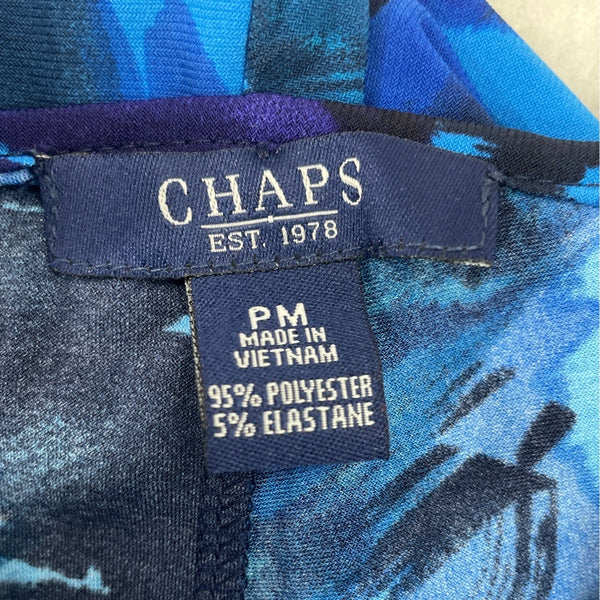 CHAPS
EST. 1978
PM
MADE IN
VIETNAM
95% POLYESTER
5% ELASTANE